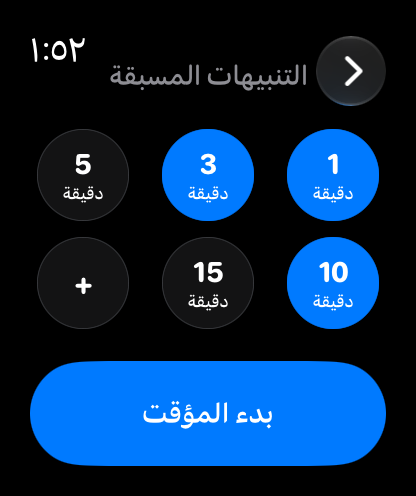 ١:٥٢
التنبيهات المسبقة
1
دقيقة
3
دقيقة
5
دقيقة
10
دقيقة
15
دقيقة
+
بدء المؤقت